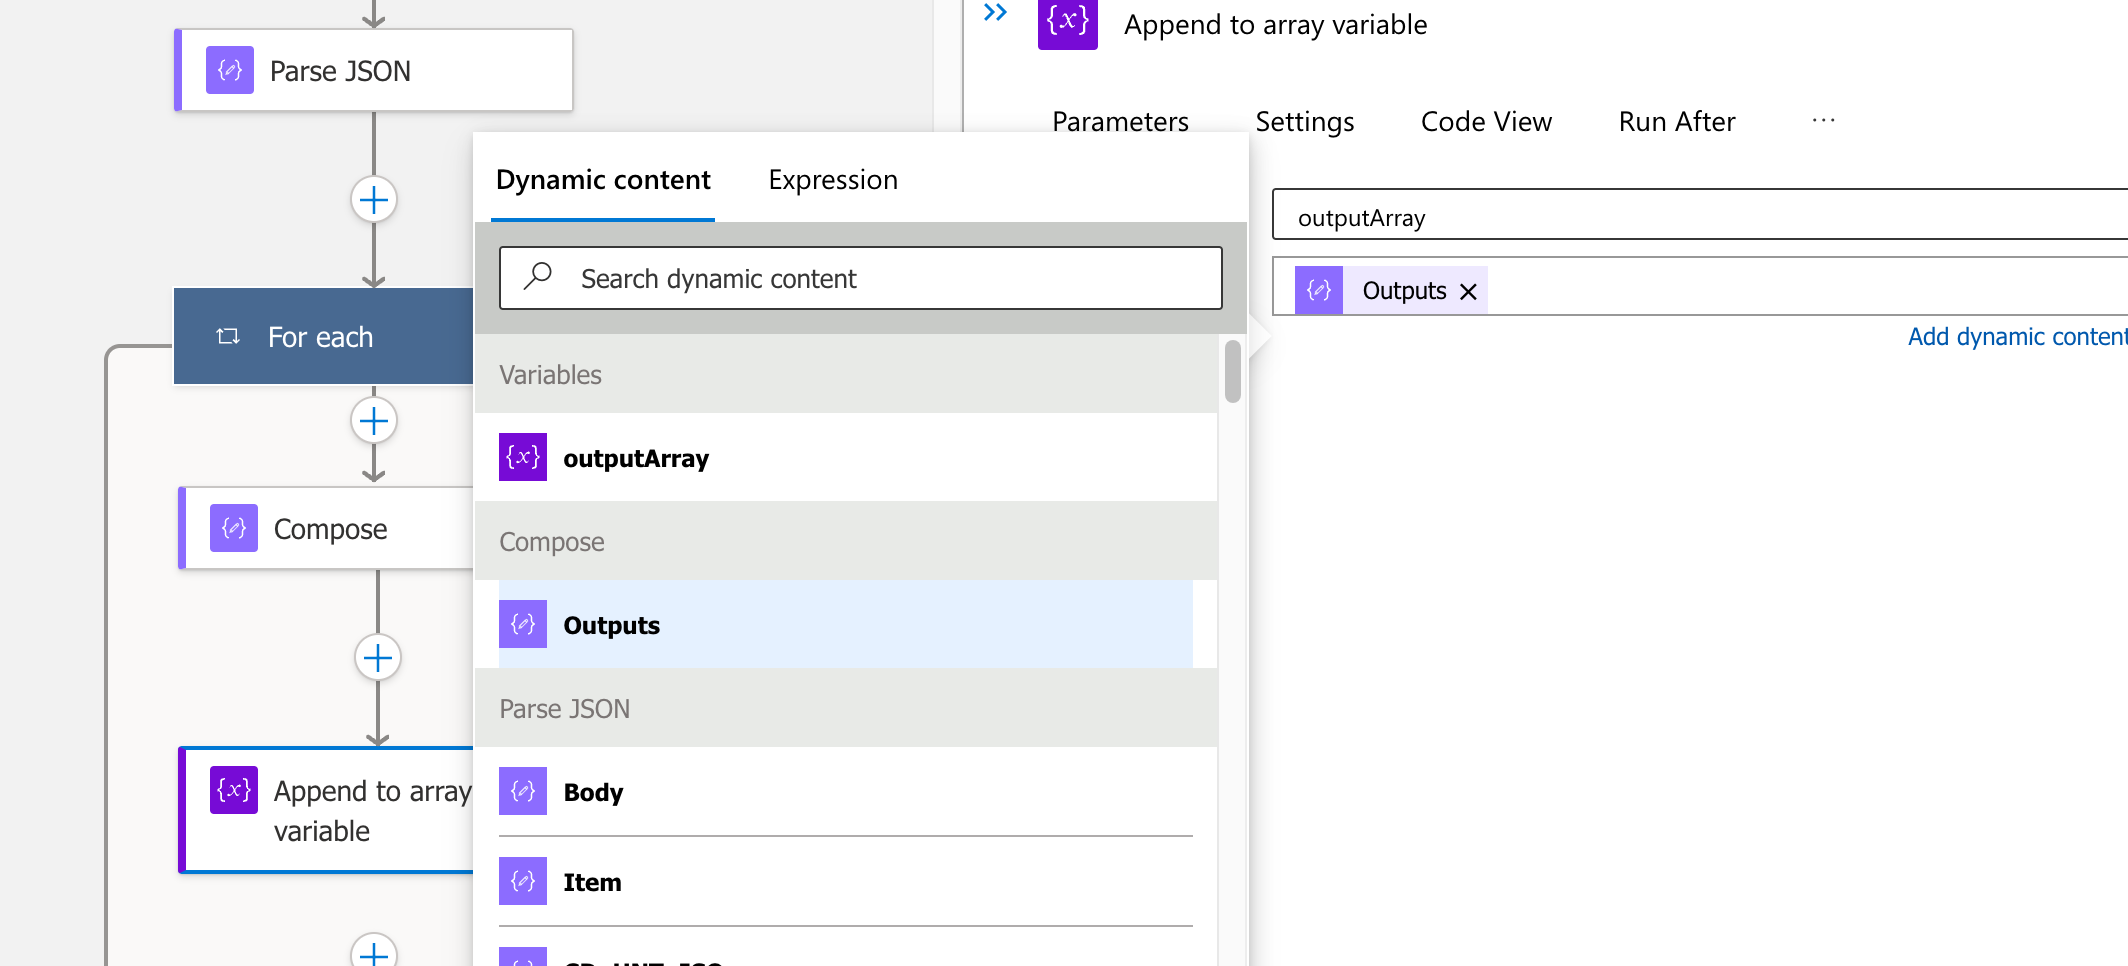 Parse JSON
For each
Compose
Append to array
variable
Dynamic content
Expression
Search dynamic content
Variables
{x}
outputArray
Compose
Outputs
Parse JSON
Body
Item
{x}
Append to array variable
Parameters
Settings
Code View
Run After
...
outputArray
Outputs
Add dynamic content